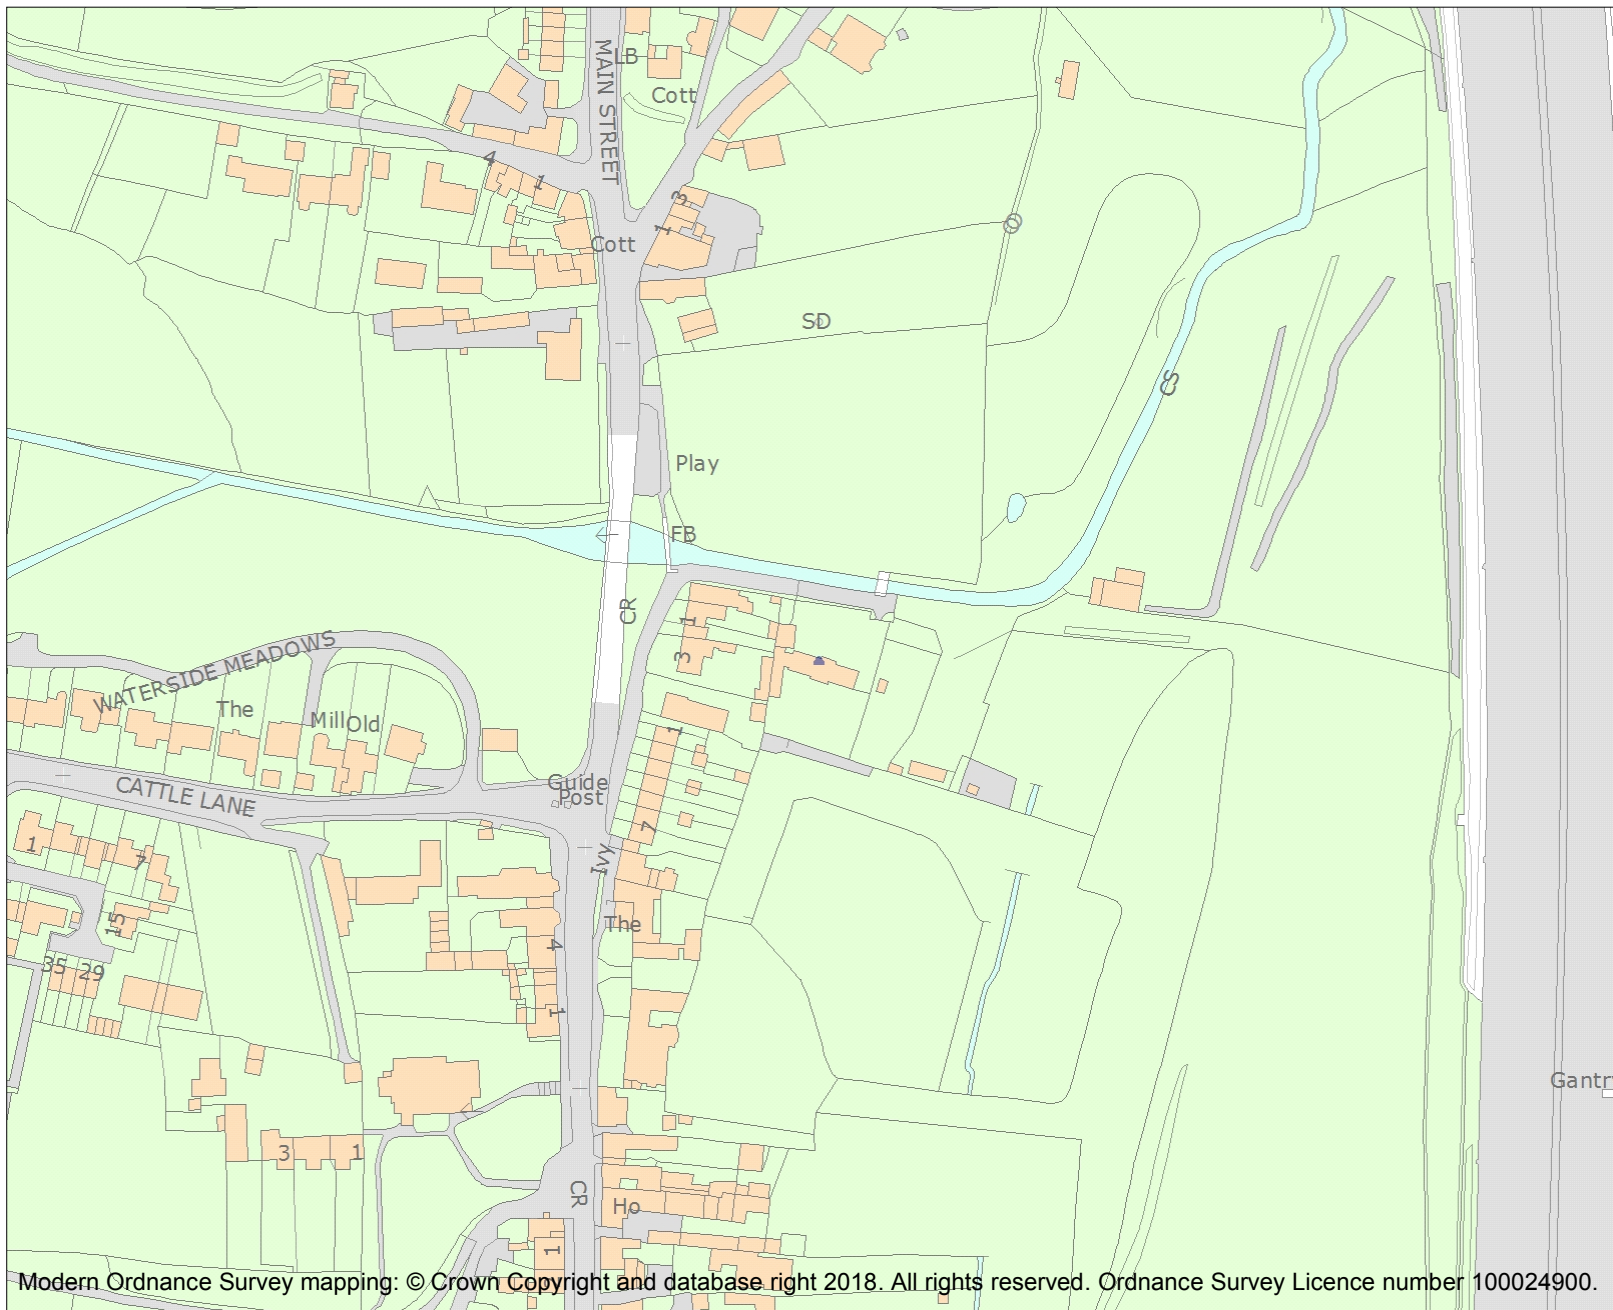 MAIN STREET
LB
Cott
4
1
3
1
Cott
SD
CS
Play
FB
CR
1
3
WATERSIDE MEADOWS
The
Mill
Old
1
CATTLE LANE
Guide
Post
7
Ivy
1
7
15
The
4
35
29
1
Gantr
3
1
CR
Ho
1
Modern Ordnance Survey mapping: © Crown Copyright and database right 2018. All rights reserved. Ordnance Survey Licence number 100024900.